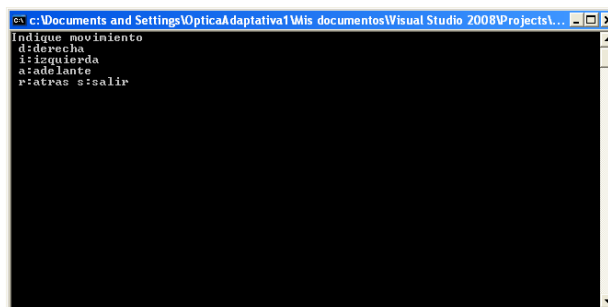 c:\Documents and Settings\OpticaAdaptativa1\Mis documentos\Visual Studio 2008\Projects\...
Indique movimiento
d:derecha
i:izquierda
a:adelante
r:atras s:salir